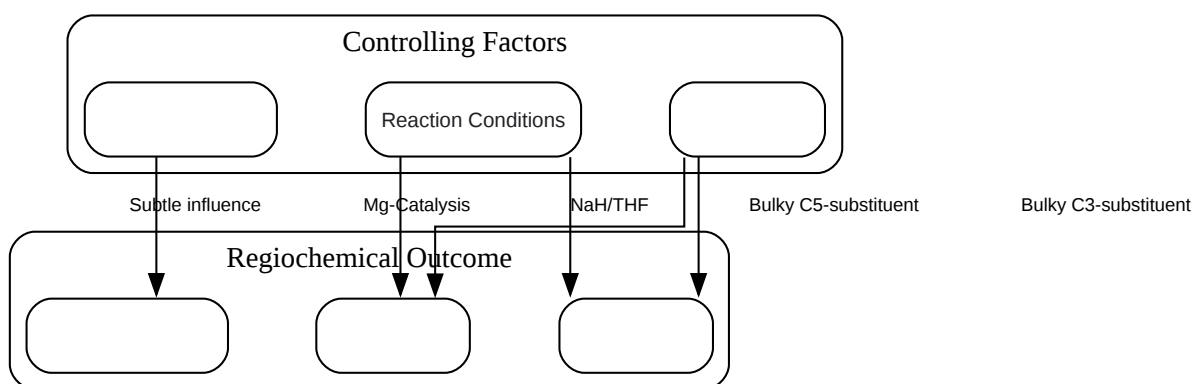 Controlling Factors
Reaction Conditions
Subtle influence
Mg-Catalysis
NaH/THF
Bulky C5-substituent
Bulky C3-substituent
Regiochemical Outcome